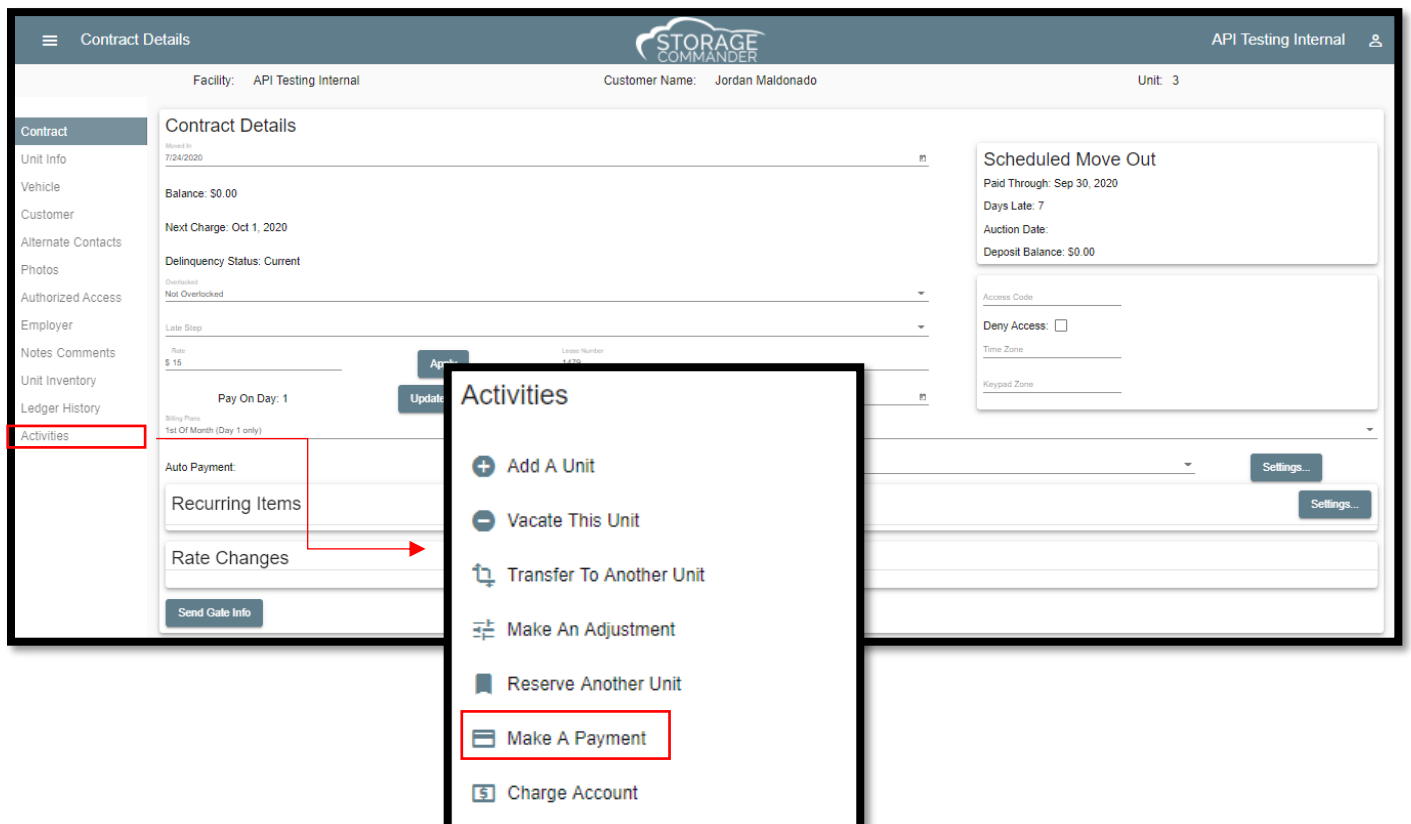 Contract Details
STORAGE
COMMANDER
API Testing Internal
Facility: API Testing Internal
Customer Name: Jordan Maldonado
Unit: 3
Contract
Unit Info
Vehicle
Customer
Alternate Contacts
Photos
Authorized Access
Employer
Notes Comments
Unit Inventory
Ledger History
Activities
Contract Details
Moved In
7/24/2020
Balance: $0.00
Next Charge: Oct 1, 2020
Delinquency Status: Current
Overlocked
Not Overlocked
Late Step
Rate
$ 15
Lease Number
1479
Pay On Day: 1
Update
Billing Plans
1st Of Month (Day 1 only)
Auto Payment:
Settings...
Recurring Items
Settings...
Rate Changes
Send Gate Info
Scheduled Move Out
Paid Through: Sep 30, 2020
Days Late: 7
Auction Date:
Deposit Balance: $0.00
Access Code
Deny Access:
Time Zone
Keypad Zone
Activities
Add A Unit
Vacate This Unit
Transfer To Another Unit
Make An Adjustment
Reserve Another Unit
Make A Payment
Charge Account